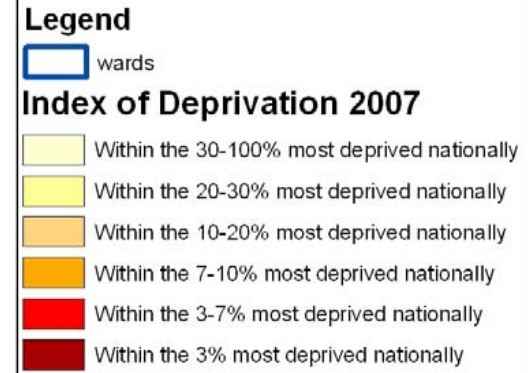 Legend
wards
Index of Deprivation 2007
Within the 30-100% most deprived nationally
Within the 20-30% most deprived nationally
Within the 10-20% most deprived nationally
Within the 7-10% most deprived nationally
Within the 3-7% most deprived nationally
Within the 3% most deprived nationally